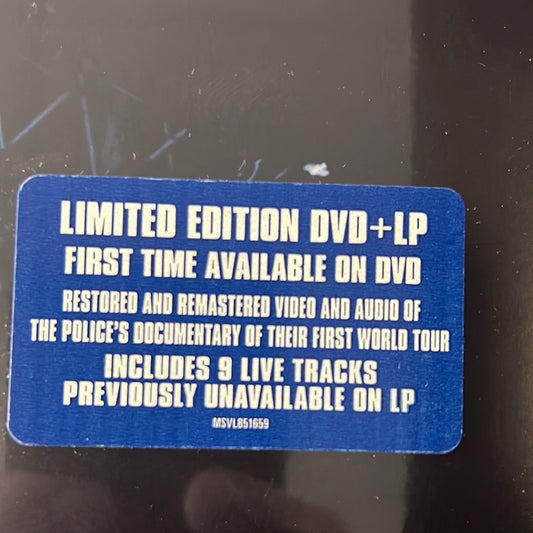 LIMITED EDITION DVD+LP
FIRST TIME AVAILABLE ON DVD
RESTORED AND REMASTERED VIDEO AND AUDIO OF
THE POLICE'S DOCUMENTARY OF THEIR FIRST WORLD TOUR
INCLUDES 9 LIVE TRACKS
PREVIOUSLY UNAVAILABLE ON LP
MSVL851659